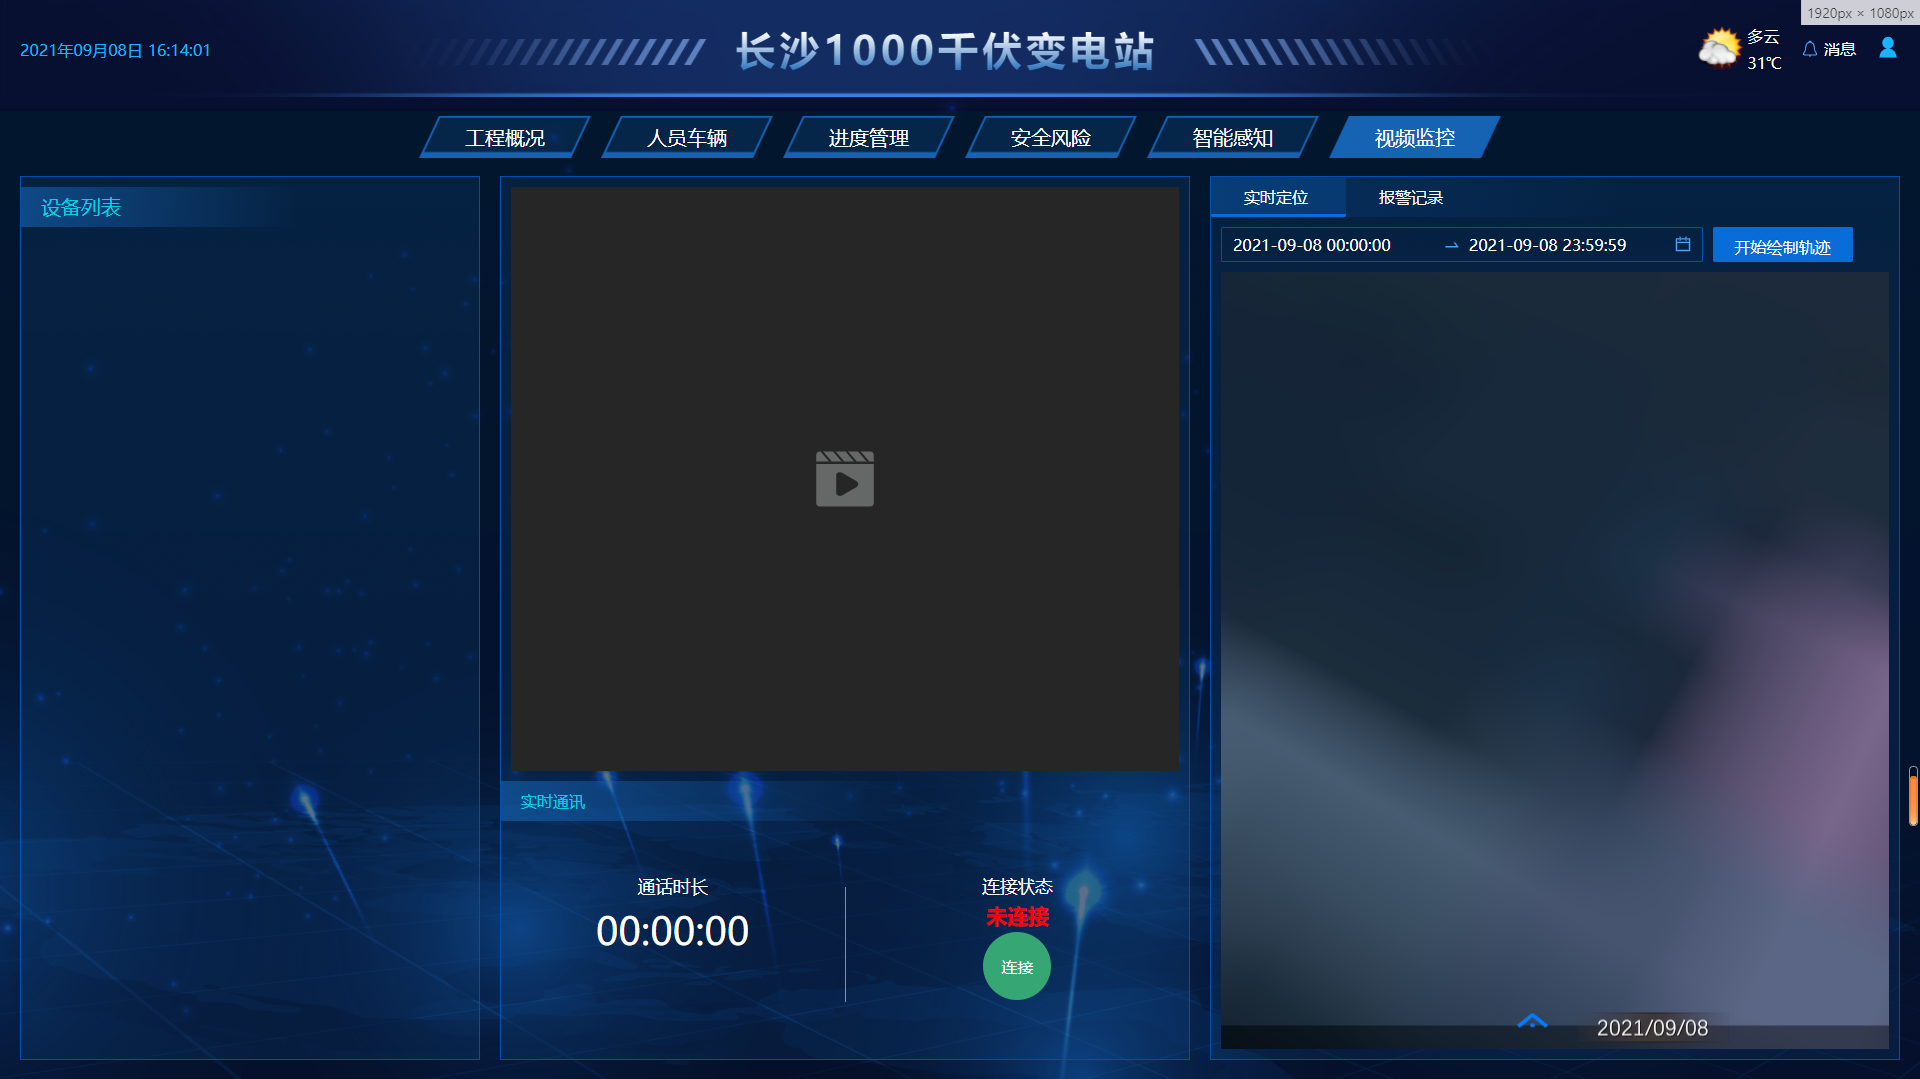 1920px × 1080px
2021年09月08日 16:14:01
长沙1000千伏变电站
多云
31℃
消息
工程概况
人员车辆
进度管理
安全风险
智能感知
视频监控
设备列表
实时定位
报警记录
2021-09-08 00:00:00
2021-09-08 23:59:59
开始绘制轨迹
实时通讯
通话时长
00:00:00
连接状态
未连接
连接
2021/09/08